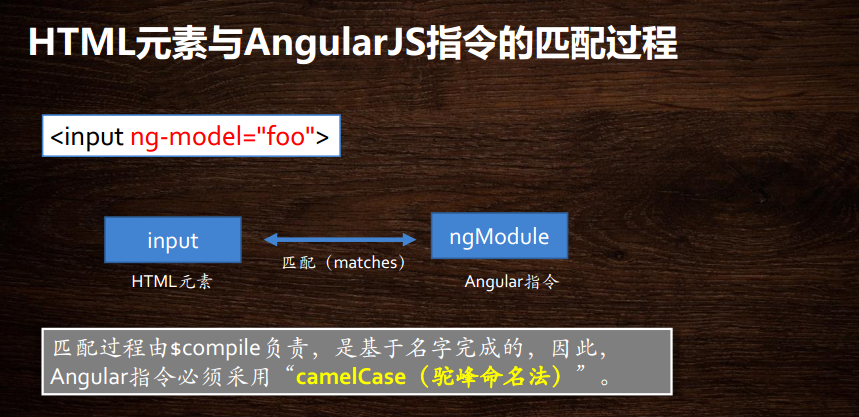 HTML元素与AngularJS指令的匹配过程
<input ng-model="foo">
input
ngModule
匹配（matches）
HTML元素
Angular指令
匹配过程由$compile负责，是基于名字完成的，因此，
Angular指令必须采用“camelCase（驼峰命名法）”。